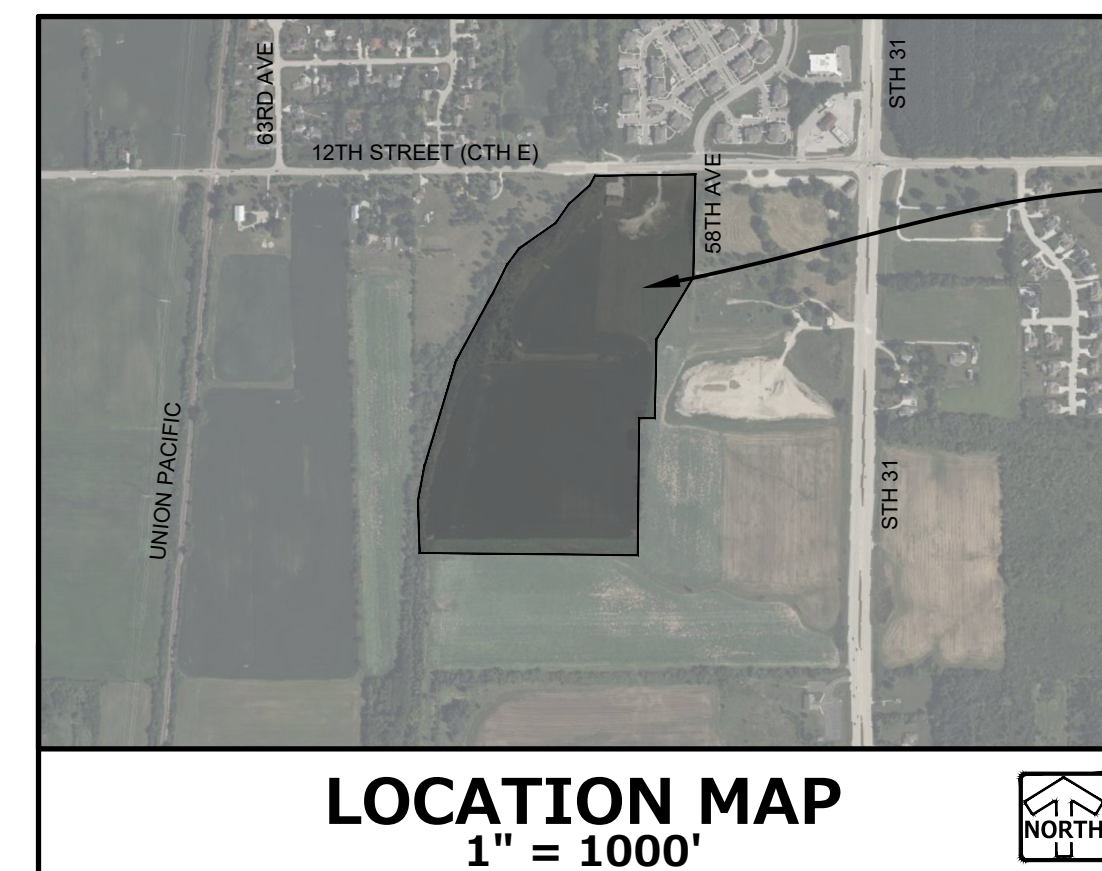 63RD AVE
STH 31
12TH STREET (CTH E)
58TH AVE
UNION PACIFIC
STH 31
LOCATION MAP
1" = 1000'
NORTH